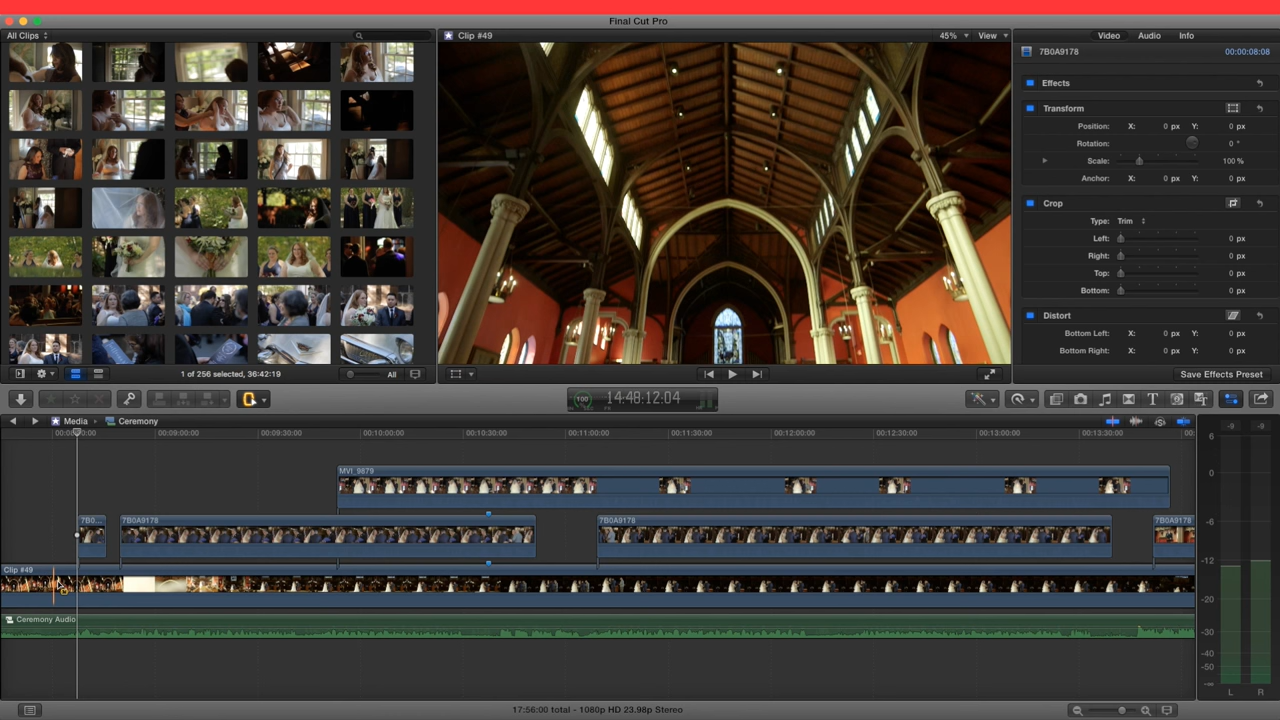 Final Cut Pro
All Clips
Clip #49
45%
View
Video
Audio
Info
7B0A9178
00:00:08:08
Effects
Transform
Position: X: 0 px Y: 0 px
Rotation: 0 °
Scale: 100 %
Anchor: X: 0 px Y: 0 px
Crop
Type: Trim
Left: 0 px
Right: 0 px
Top: 0 px
Bottom: 0 px
Distort
Bottom Left: X: 0 px Y: 0 px
Bottom Right: X: 0 px Y: 0 px
1 of 256 selected, 36:42:19
All
Save Effects Preset
100
14:48:12:04
T
Media
Ceremony
00:09:00:00
00:09:30:00
00:10:00:00
00:10:30:00
00:11:00:00
00:11:30:00
00:12:00:00
00:12:30:00
00:13:00:00
00:13:30:00
-9 -9
6
0
-6
-12
-20
-30
-40
-50
-∞
L R
MVI_9879
7B0...
7B0A9178
7B0A9178
7B0A9178
Clip #49
Ceremony Audio
17:56:00 total - 1080p HD 23.98p Stereo